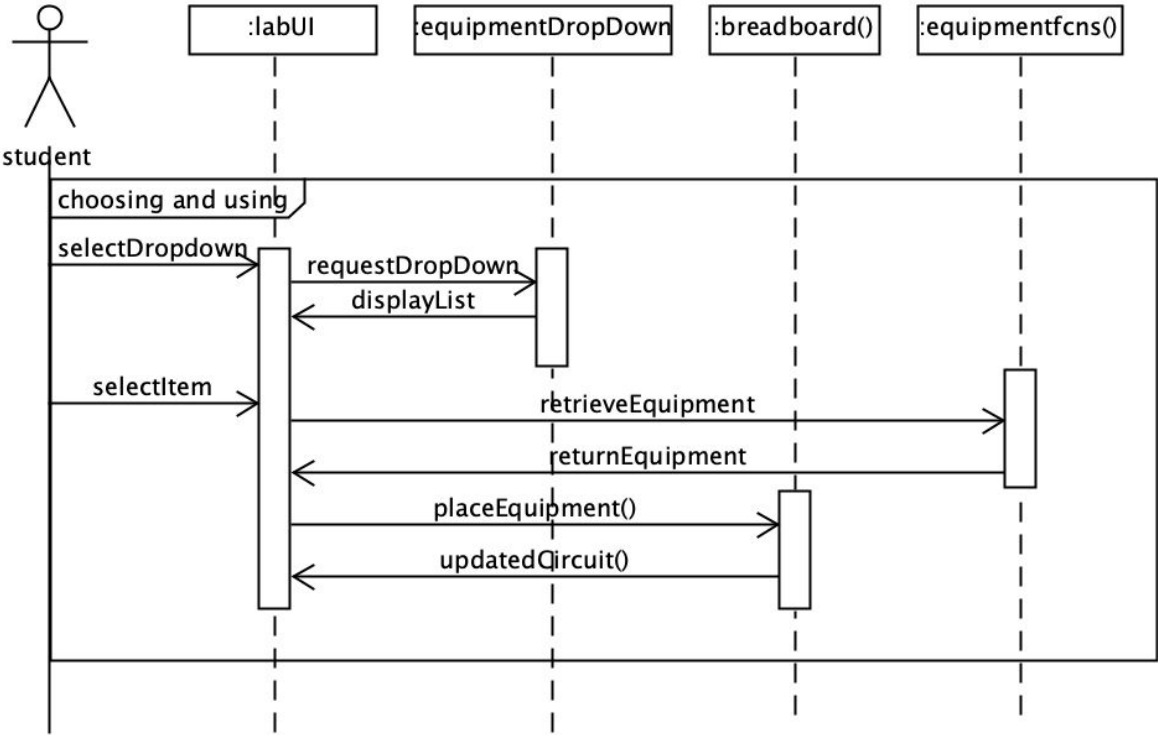 :labUI
:equipmentDropDown
:breadboard()
:equipmentfcns()
student
choosing and using
selectDropdown
requestDropDown
displayList
selectItem
retrieveEquipment
returnEquipment
placeEquipment()
updatedCircuit()